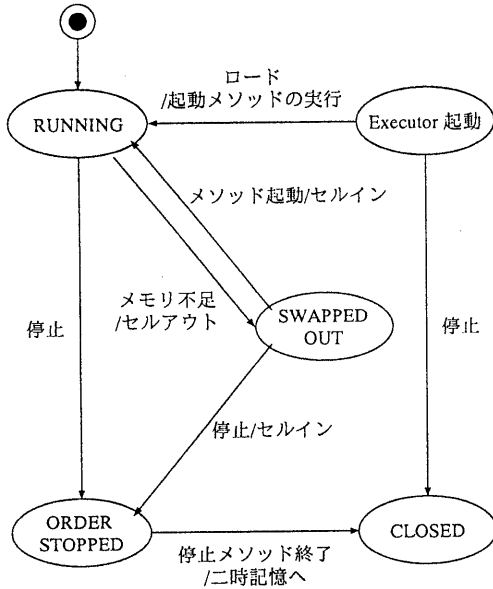 ロード
/起動メソッドの実行
RUNNING
Executor 起動
メソッド起動/セルイン
メモリ不足
/セルアウト
SWAPPED
OUT
停止
停止
停止/セルイン
ORDER
STOPPED
停止メソッド終了
/二時記憶へ
CLOSED